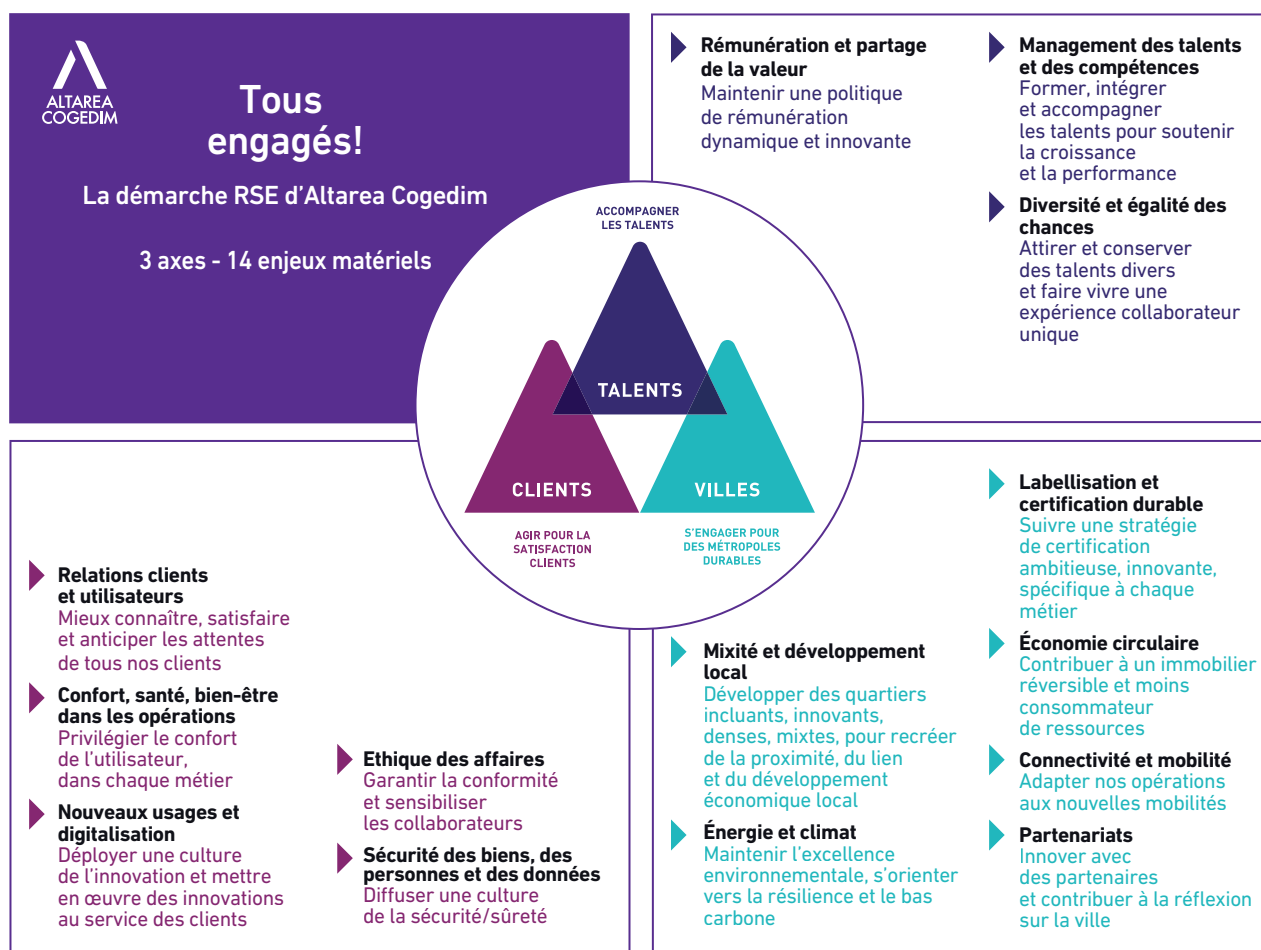 ALTAREA
COGEDIM
Tous
engagés!
La démarche RSE d'Altarea Cogedim
3 axes - 14 enjeux matériels
Rémunération et partage
de la valeur
Maintenir une politique
de rémunération
dynamique et innovante
Management des talents
et des compétences
Former, intégrer
et accompagner
les talents pour soutenir
la croissance
et la performance
Diversité et égalité des
chances
Attirer et conserver
des talents divers
et faire vivre une
expérience collaborateur
unique
ACCOMPAGNER
LES TALENTS
TALENTS
CLIENTS
VILLES
AGIR POUR LA
SATISFACTION
CLIENTS
S'ENGAGER POUR
DES MÉTROPOLES
DURABLES
Relations clients
et utilisateurs
Mieux connaître, satisfaire
et anticiper les attentes
de tous nos clients
Confort, santé, bien-être
dans les opérations
Privilégier le confort
de l'utilisateur,
dans chaque métier
Nouveaux usages et
digitalisation
Déployer une culture
de l'innovation et mettre
en œuvre des innovations
au service des clients
Ethique des affaires
Garantir la conformité
et sensibiliser
les collaborateurs
Sécurité des biens, des
personnes et des données
Diffuser une culture
de la sécurité/sûreté
Mixité et développement
local
Développer des quartiers
incluants, innovants,
denses, mixtes, pour recréer
de la proximité, du lien
et du développement
économique local
Énergie et climat
Maintenir l'excellence
environnementale, s'orienter
vers la résilience et le bas
carbone
Labellisation et
certification durable
Suivre une stratégie
de certification
ambitieuse, innovante,
spécifique à chaque
métier
Économie circulaire
Contribuer à un immobilier
réversible et moins
consommateur
de ressources
Connectivité et mobilité
Adapter nos opérations
aux nouvelles mobilités
Partenariats
Innover avec
des partenaires
et contribuer à la réflexion
sur la ville